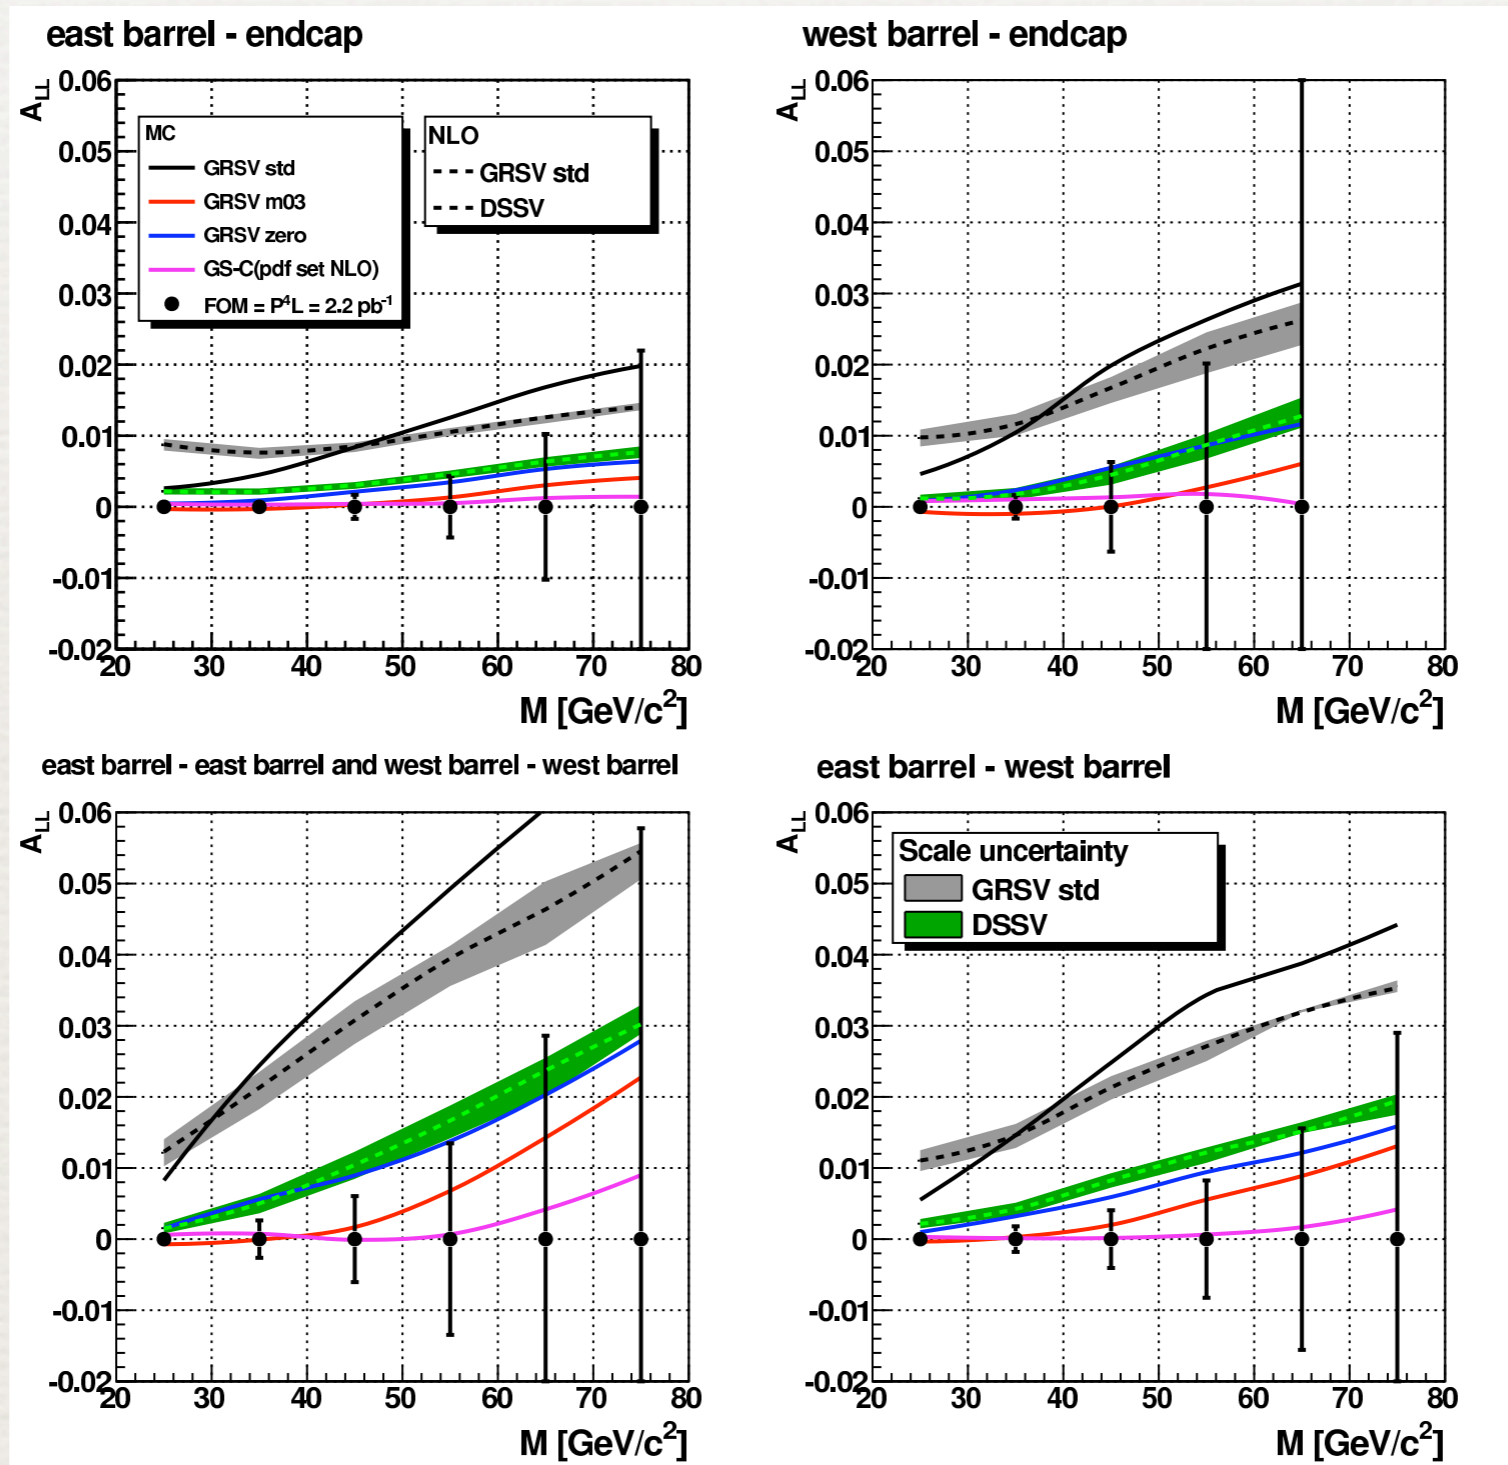 east barrel - endcap
A_LL
0.06
0.05
0.04
0.03
0.02
0.01
0
-0.01
-0.02
20 30 40 50 60 70 80
M [GeV/c²]
MC
GRSV std
GRSV m03
GRSV zero
GS-C(pdf set NLO)
FOM = P⁴L = 2.2 pb⁻¹
NLO
GRSV std
DSSV
west barrel - endcap
A_LL
0.06
0.05
0.04
0.03
0.02
0.01
0
-0.01
-0.02
20 30 40 50 60 70 80
M [GeV/c²]
east barrel - east barrel and west barrel - west barrel
A_LL
0.06
0.05
0.04
0.03
0.02
0.01
0
-0.01
-0.02
20 30 40 50 60 70 80
M [GeV/c²]
east barrel - west barrel
A_LL
0.06
0.05
0.04
0.03
0.02
0.01
0
-0.01
-0.02
20 30 40 50 60 70 80
M [GeV/c²]
Scale uncertainty
GRSV std
DSSV